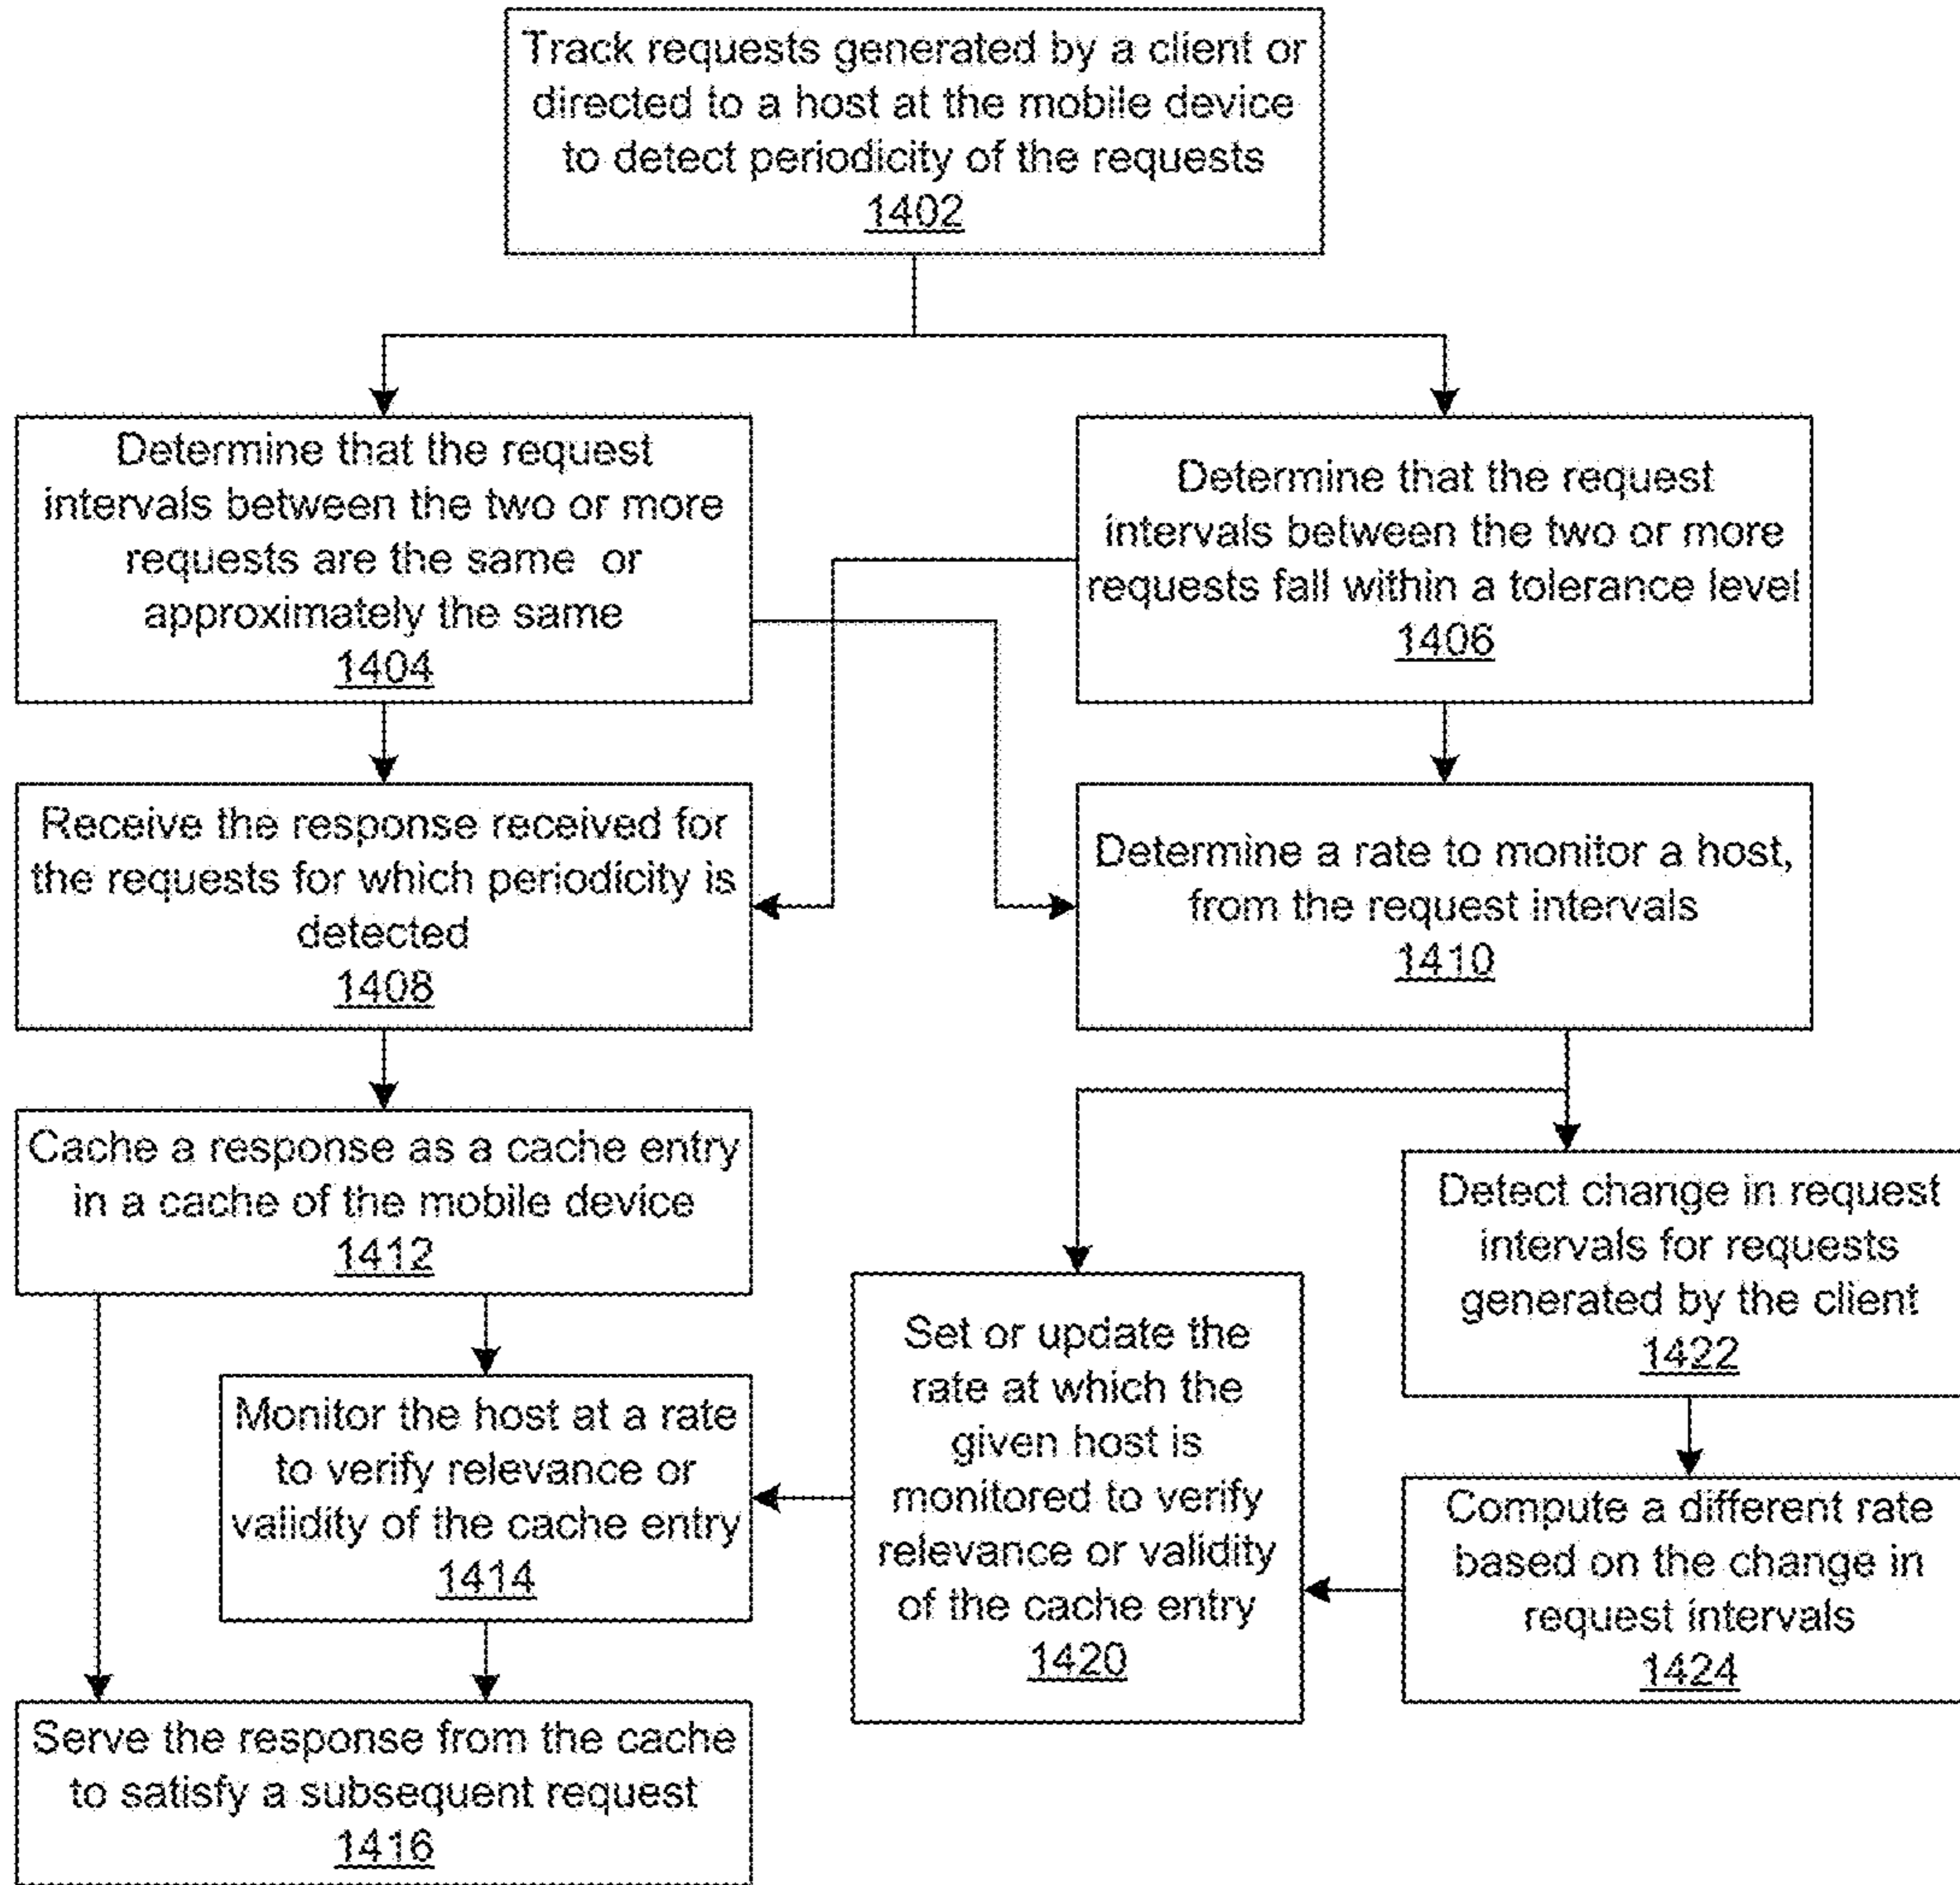 Track requests generated by a client or
directed to a host at the mobile device
to detect periodicity of the requests
1402
Determine that the request
intervals between the two or more
requests are the same or
approximately the same
1404
Determine that the request
intervals between the two or more
requests fall within a tolerance level
1406
Receive the response received for
the requests for which periodicity is
detected
1408
Determine a rate to monitor a host,
from the request intervals
1410
Cache a response as a cache entry
in a cache of the mobile device
1412
Detect change in request
intervals for requests
generated by the client
1422
Set or update the
rate at which the
given host is
monitored to verify
relevance or validity
of the cache entry
1420
Monitor the host at a rate
to verify relevance or
validity of the cache entry
1414
Compute a different rate
based on the change in
request intervals
1424
Serve the response from the cache
to satisfy a subsequent request
1416